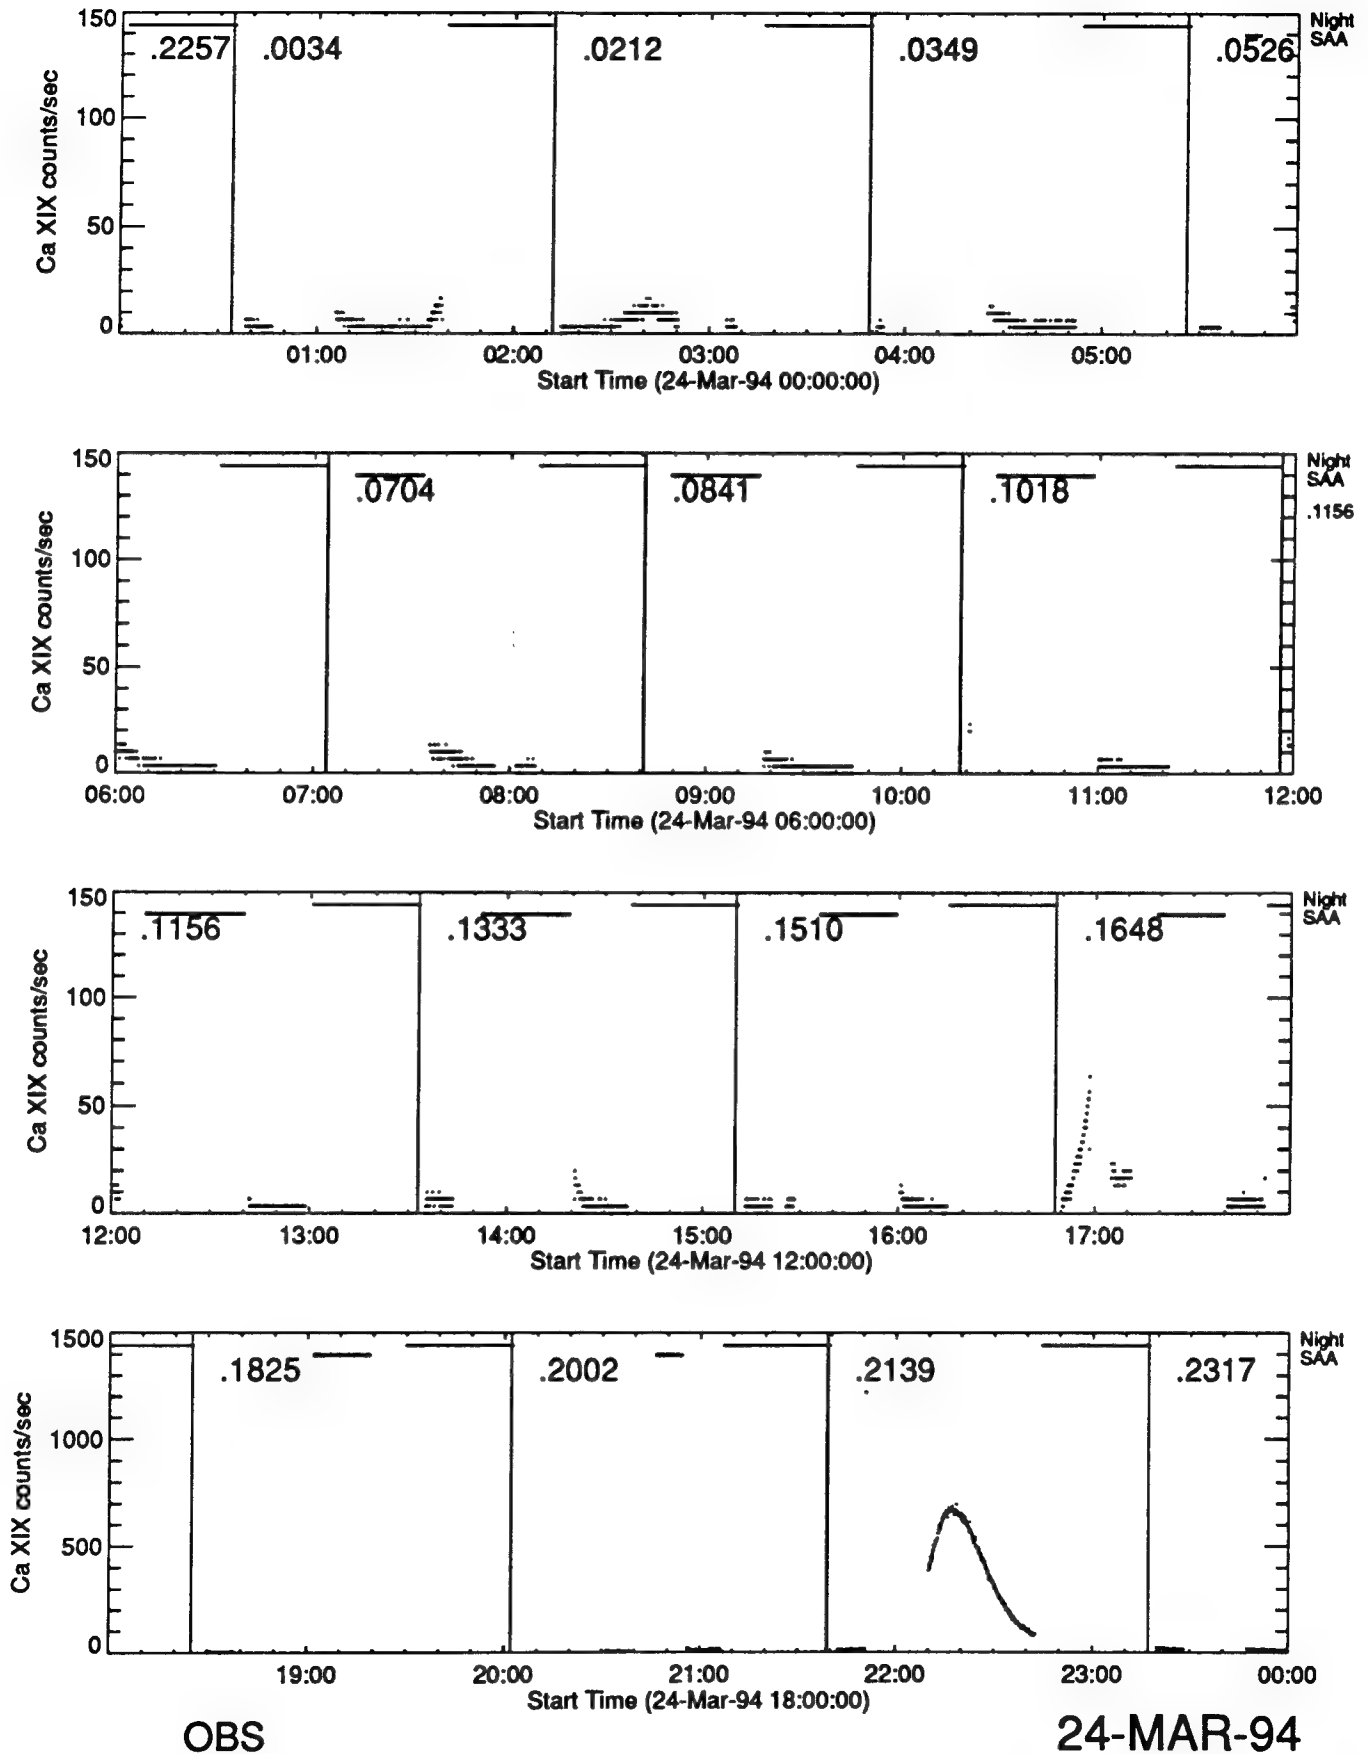 150
.2257 .0034 .0212 .0349 .0526
Night
SAA
100
50
0
Ca XIX counts/sec
01:00 02:00 03:00 04:00 05:00
Start Time (24-Mar-94 00:00:00)
150
.0704 .0841 .1018
Night
SAA
.1156
100
50
0
Ca XIX counts/sec
06:00 07:00 08:00 09:00 10:00 11:00 12:00
Start Time (24-Mar-94 06:00:00)
150
.1156 .1333 .1510 .1648
Night
SAA
100
50
0
Ca XIX counts/sec
12:00 13:00 14:00 15:00 16:00 17:00
Start Time (24-Mar-94 12:00:00)
1500
.1825 .2002 .2139 .2317
Night
SAA
1000
500
0
Ca XIX counts/sec
19:00 20:00 21:00 22:00 23:00 00:00
Start Time (24-Mar-94 18:00:00)
OBS 24-MAR-94